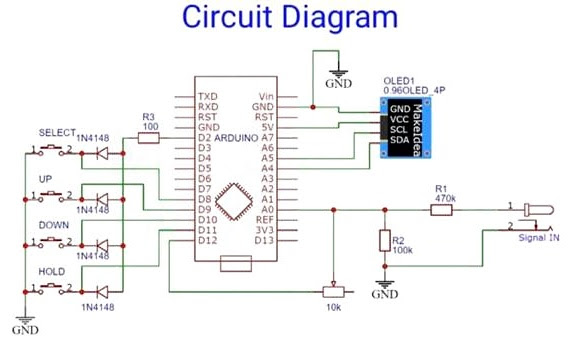 Circuit Diagram
GND
OLED1
0.96OLED_4P
GND
VCC
SCL
SDA
MakeIdea
TXD
RXD
RST
GND
D2
D3
D4
D5
D6
D7
D8
D9
D10
D11
D12
ARDUINO
Vin
GND
RST
5V
A7
A6
A5
A4
A3
A2
A1
A0
REF
3V3
D13
R3
100
SELECT
1N4148
1 2
UP
1 2
1N4148
DOWN
1 2
1N4148
HOLD
1 2
1N4148
GND
R1
470k
1
2
Signal IN
R2
100k
GND
10k